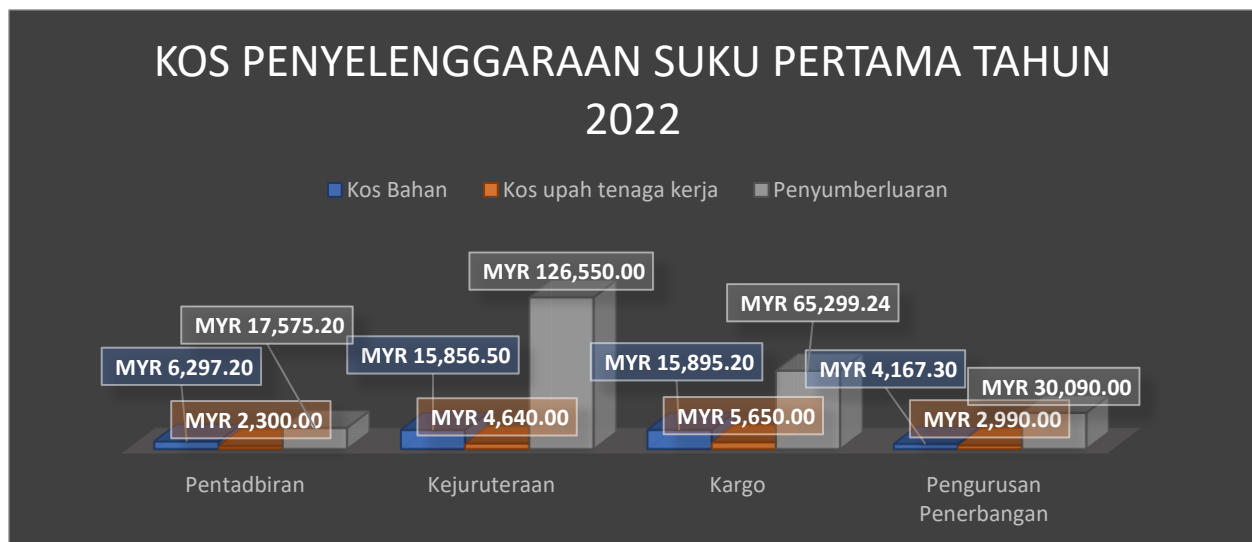 KOS PENYELENGGARAAN SUKU PERTAMA TAHUN
2022
Kos Bahan Kos upah tenaga kerja Penyumberluaran
MYR 6,297.20
MYR 2,300.00
MYR 17,575.20
MYR 15,856.50
MYR 4,640.00
MYR 126,550.00
MYR 15,895.20
MYR 5,650.00
MYR 65,299.24
MYR 4,167.30
MYR 2,990.00
MYR 30,090.00
Pentadbiran
Kejuruteraan
Kargo
Pengurusan
Penerbangan